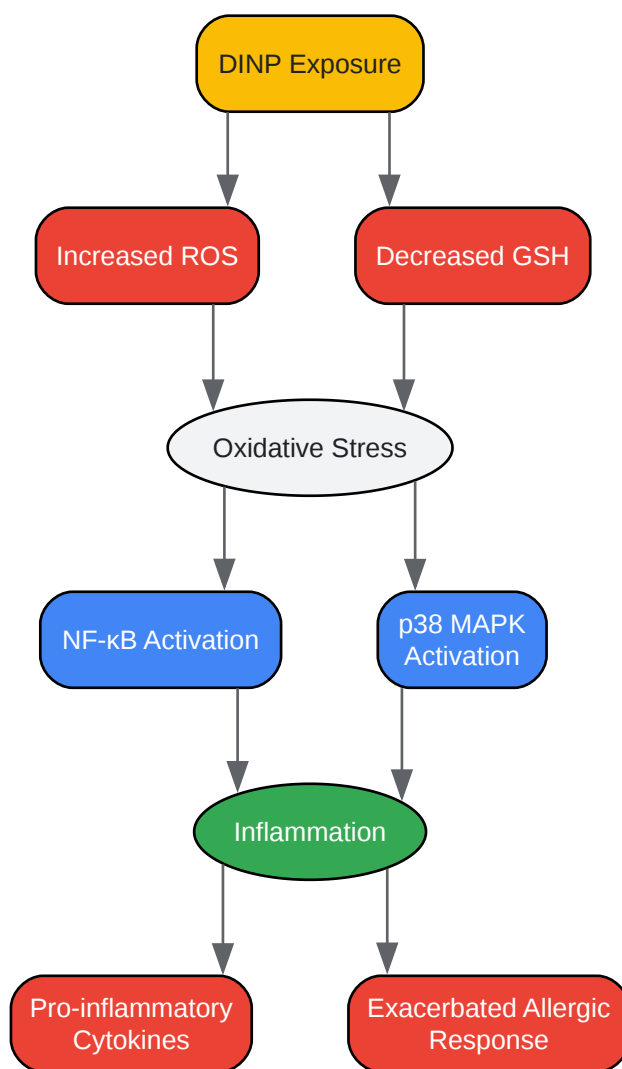 DINP Exposure
Increased ROS
Decreased GSH
Oxidative Stress
NF-κB Activation
p38 MAPK
Activation
Inflammation
Pro-inflammatory
Cytokines
Exacerbated Allergic
Response